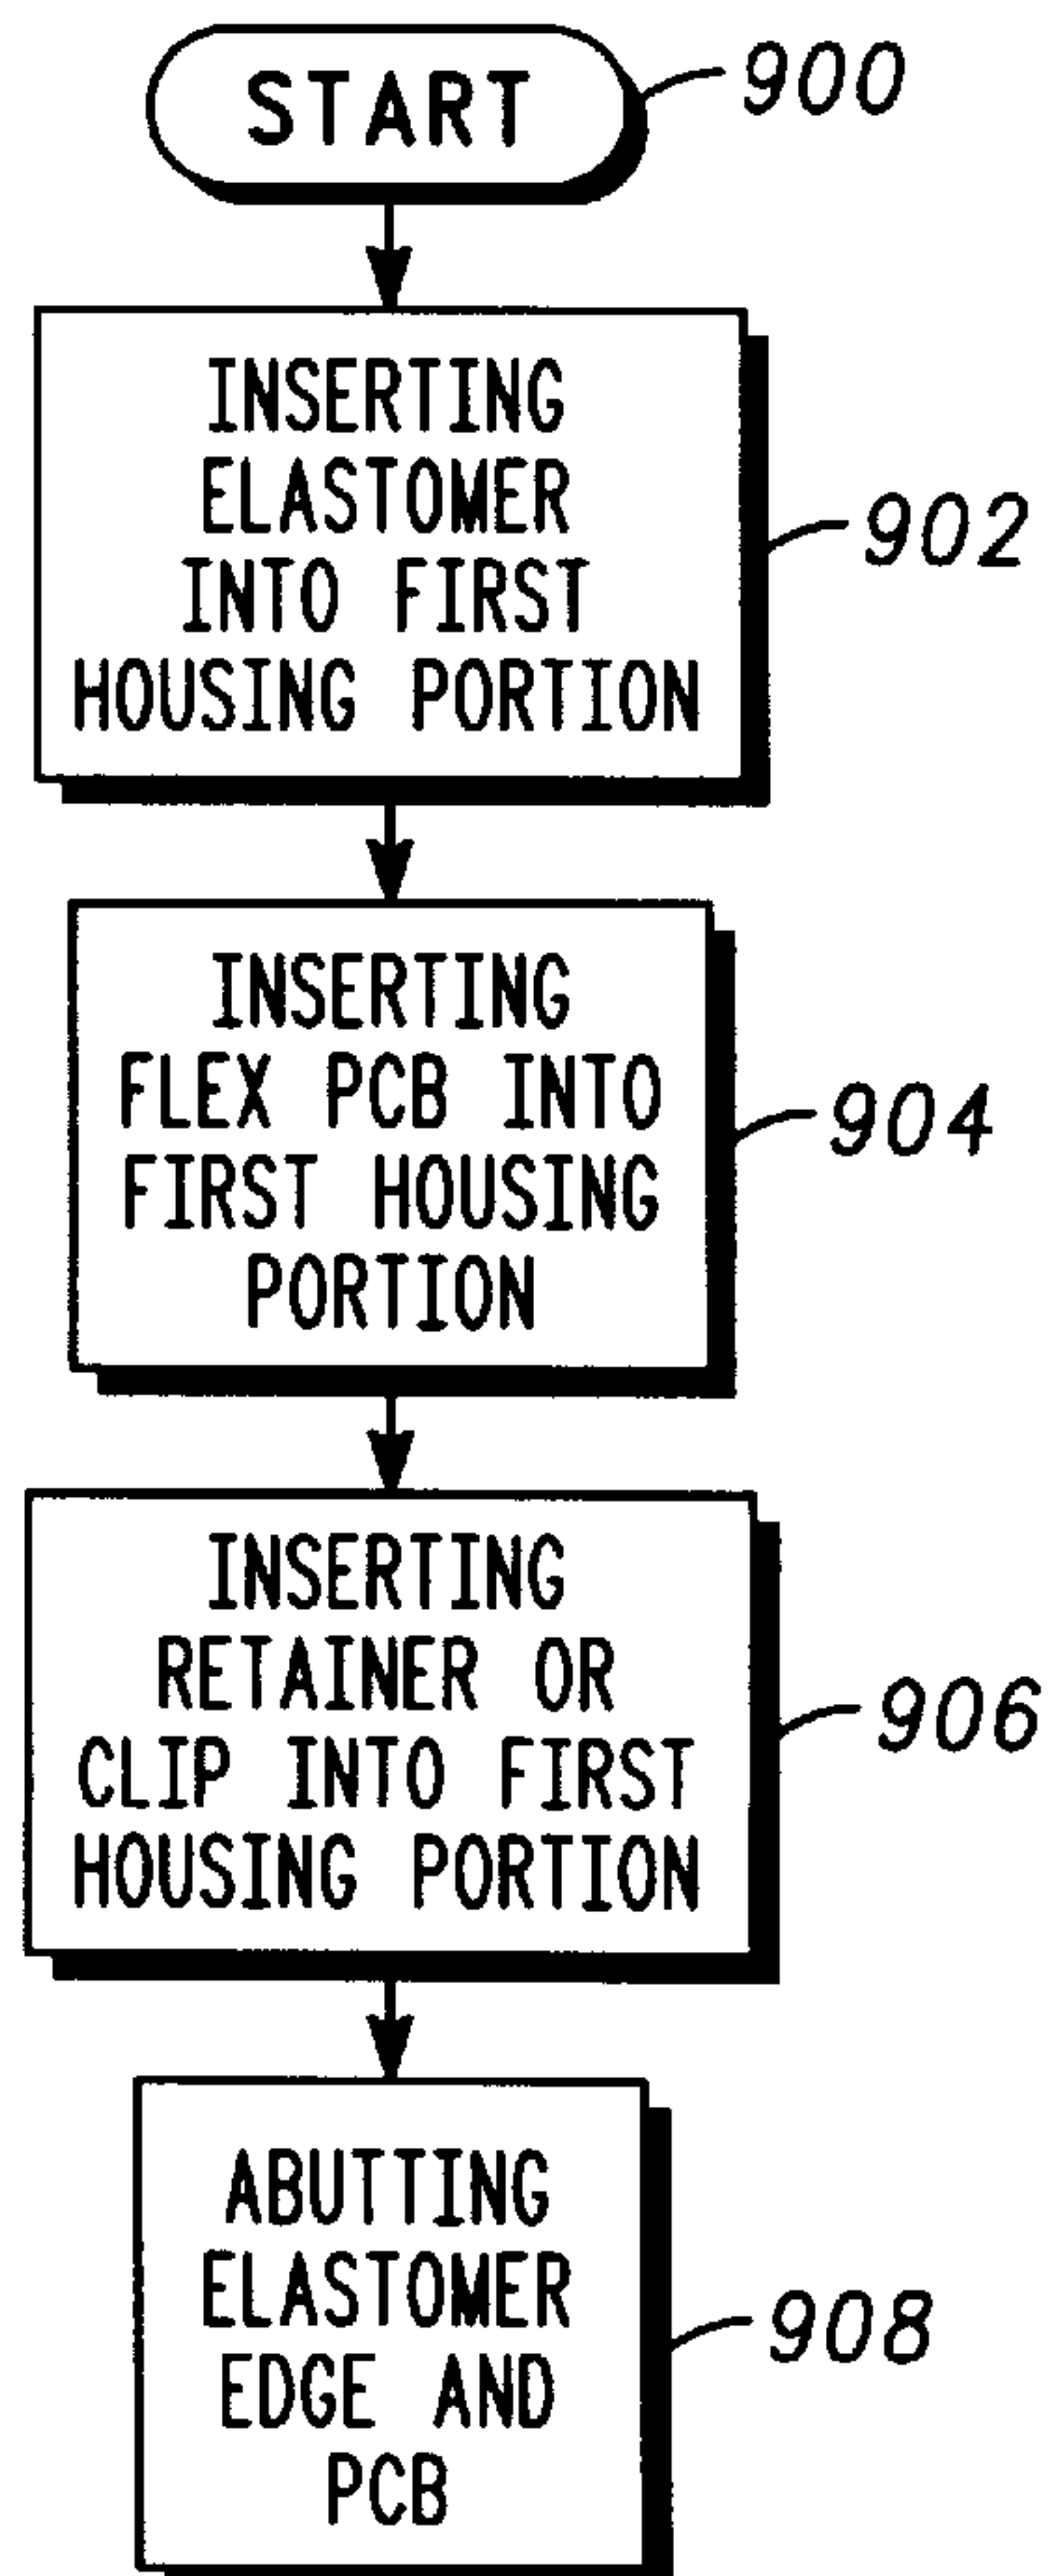 START
900
INSERTING
ELASTOMER
INTO FIRST
HOUSING PORTION
902
INSERTING
FLEX PCB INTO
FIRST HOUSING
PORTION
904
INSERTING
RETAINER OR
CLIP INTO FIRST
HOUSING PORTION
906
ABUTTING
ELASTOMER
EDGE AND
PCB
908